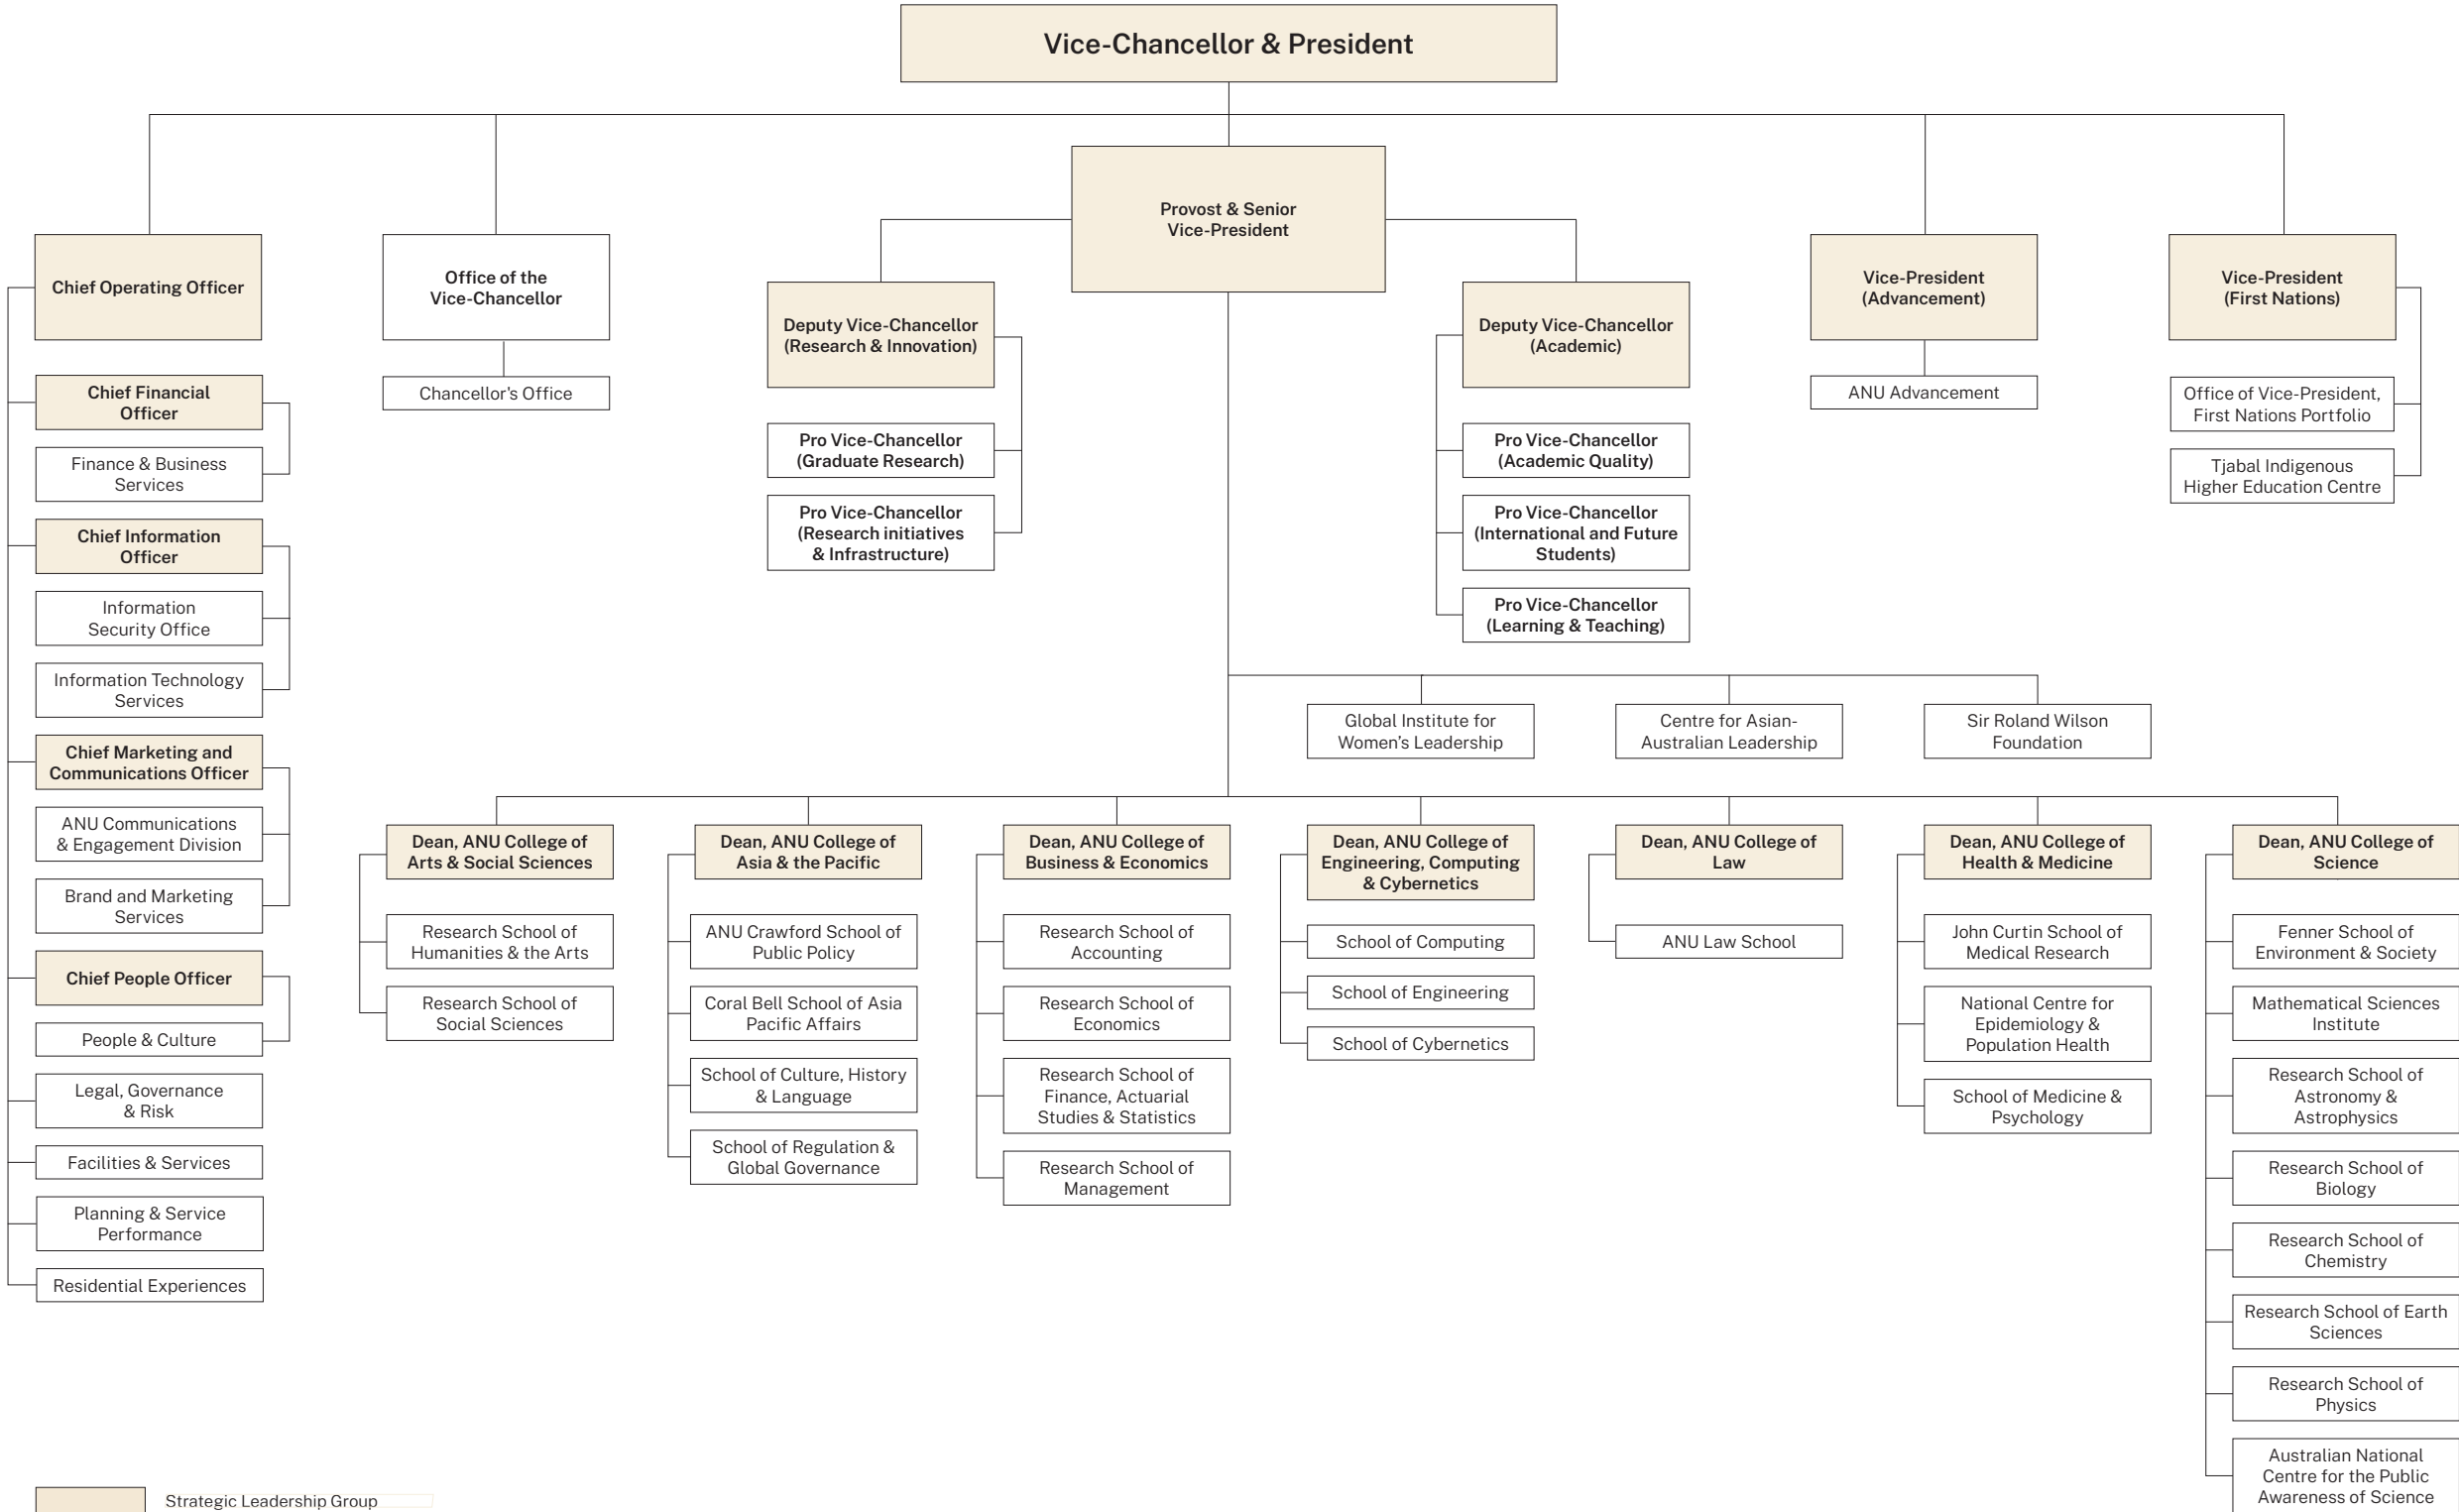 Vice-Chancellor & President
Provost & Senior
Vice-President
Chief Operating Officer
Chief Financial
Officer
Finance & Business
Services
Chief Information
Officer
Information
Security Office
Information Technology
Services
Chief Marketing and
Communications Officer
ANU Communications
& Engagement Division
Brand and Marketing
Services
Chief People Officer
People & Culture
Legal, Governance
& Risk
Facilities & Services
Planning & Service
Performance
Residential Experiences
Office of the
Vice-Chancellor
Chancellor's Office
Deputy Vice-Chancellor
(Research & Innovation)
Pro Vice-Chancellor
(Graduate Research)
Pro Vice-Chancellor
(Research initiatives
& Infrastructure)
Deputy Vice-Chancellor
(Academic)
Pro Vice-Chancellor
(Academic Quality)
Pro Vice-Chancellor
(International and Future
Students)
Pro Vice-Chancellor
(Learning & Teaching)
Vice-President
(Advancement)
ANU Advancement
Vice-President
(First Nations)
Office of Vice-President,
First Nations Portfolio
Tjabal Indigenous
Higher Education Centre
Global Institute for
Women’s Leadership
Centre for Asian-
Australian Leadership
Sir Roland Wilson
Foundation
Dean, ANU College of
Arts & Social Sciences
Research School of
Humanities & the Arts
Research School of
Social Sciences
Dean, ANU College of
Asia & the Pacific
ANU Crawford School of
Public Policy
Coral Bell School of Asia
Pacific Affairs
School of Culture, History
& Language
School of Regulation &
Global Governance
Dean, ANU College of
Business & Economics
Research School of
Accounting
Research School of
Economics
Research School of
Finance, Actuarial
Studies & Statistics
Research School of
Management
Dean, ANU College of
Engineering, Computing
& Cybernetics
School of Computing
School of Engineering
School of Cybernetics
Dean, ANU College of
Law
ANU Law School
Dean, ANU College of
Health & Medicine
John Curtin School of
Medical Research
National Centre for
Epidemiology &
Population Health
School of Medicine &
Psychology
Dean, ANU College of
Science
Fenner School of
Environment & Society
Mathematical Sciences
Institute
Research School of
Astronomy &
Astrophysics
Research School of
Biology
Research School of
Chemistry
Research School of Earth
Sciences
Research School of
Physics
Australian National
Centre for the Public
Awareness of Science
Strategic Leadership Group